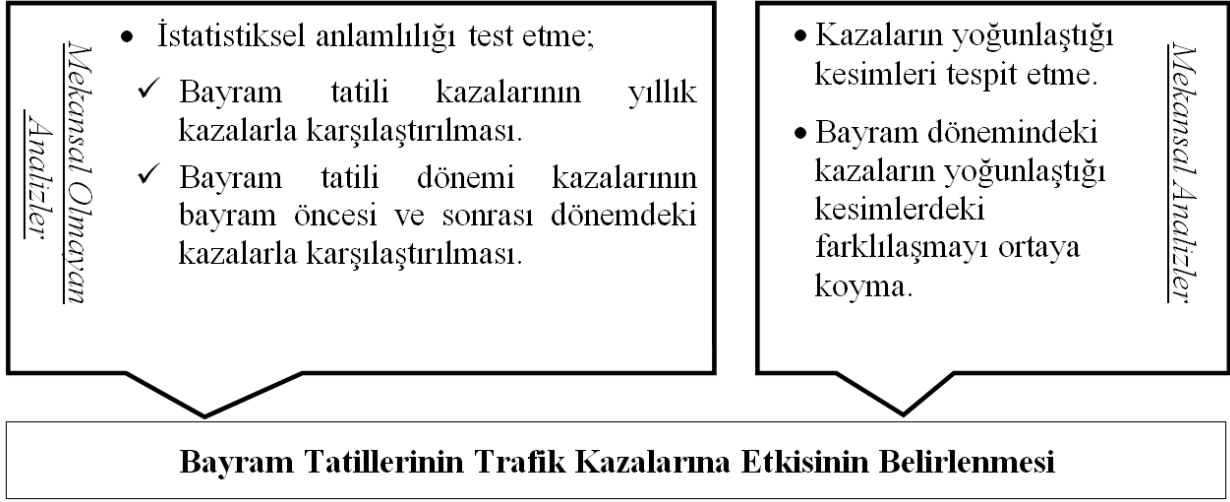 Mekansal Olmayan
Analizler
• İstatistiksel anlamlılığı test etme;
✓ Bayram tatili kazalarının yıllık
kazalarla karşılaştırılması.
✓ Bayram tatili dönemi kazalarının
bayram öncesi ve sonrası dönemdeki
kazalarla karşılaştırılması.
• Kazaların yoğunlaştığı
kesimleri tespit etme.
• Bayram dönemindeki
kazaların yoğunlaştığı
kesimlerdeki
farklılaşmayı ortaya
koyma.
Mekansal Analizler
Bayram Tatillerinin Trafik Kazalarına Etkisinin Belirlenmesi